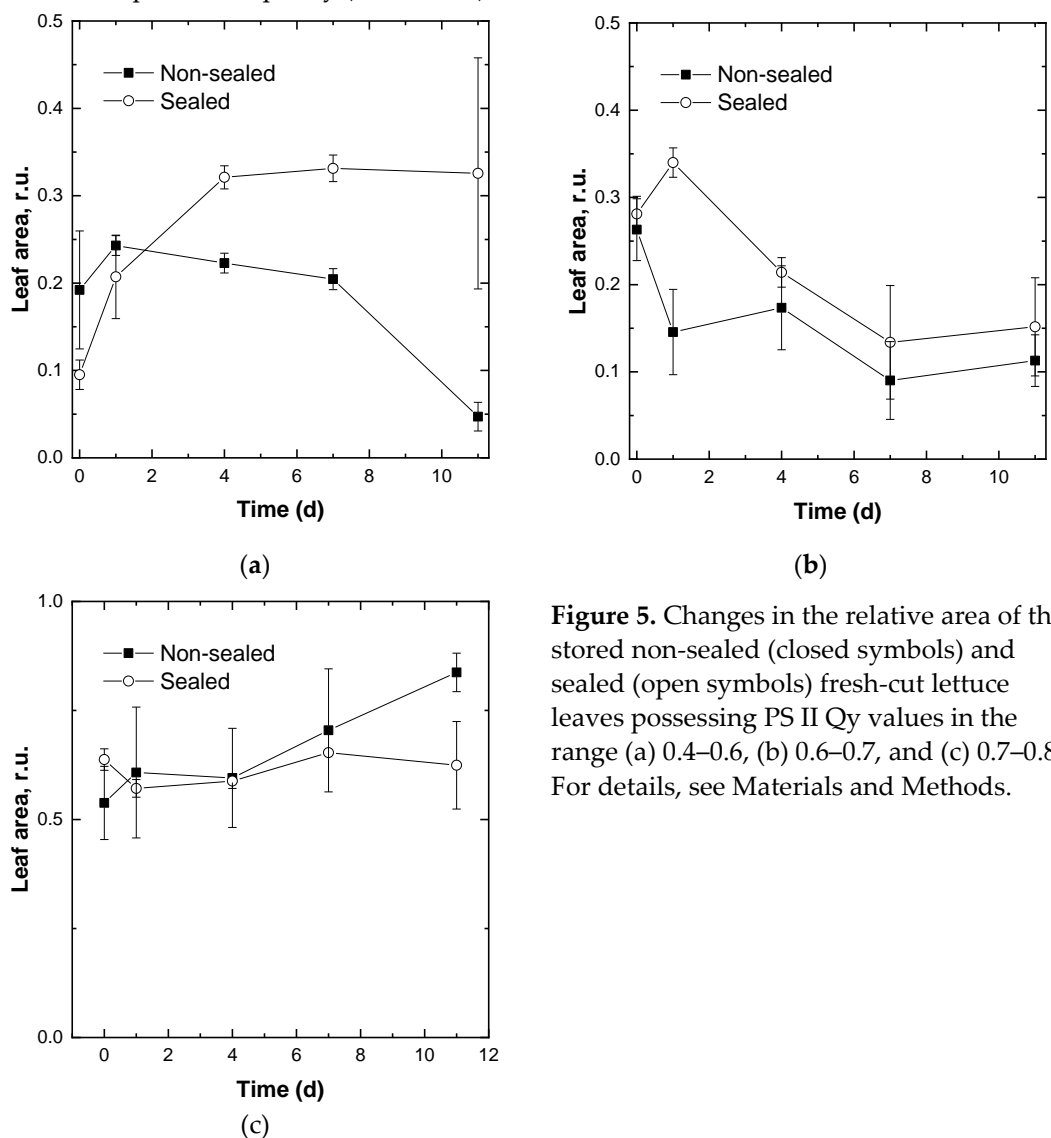 Non-sealed
Sealed
0.5
0.4
0.3
0.2
0.1
0.0
Leaf area, r.u.
0 2 4 6 8 10
Time (d)
(a)
Non-sealed
Sealed
0.5
0.4
0.3
0.2
0.1
0.0
Leaf area, r.u.
0 2 4 6 8 10
Time (d)
(b)
Non-sealed
Sealed
1.0
0.5
0.0
Leaf area, r.u.
0 2 4 6 8 10 12
Time (d)
(c)
Figure 5. Changes in the relative area of th
stored non-sealed (closed symbols) and
sealed (open symbols) fresh-cut lettuce
leaves possessing PS II Qy values in the
range (a) 0.4–0.6, (b) 0.6–0.7, and (c) 0.7–0.8
For details, see Materials and Methods.